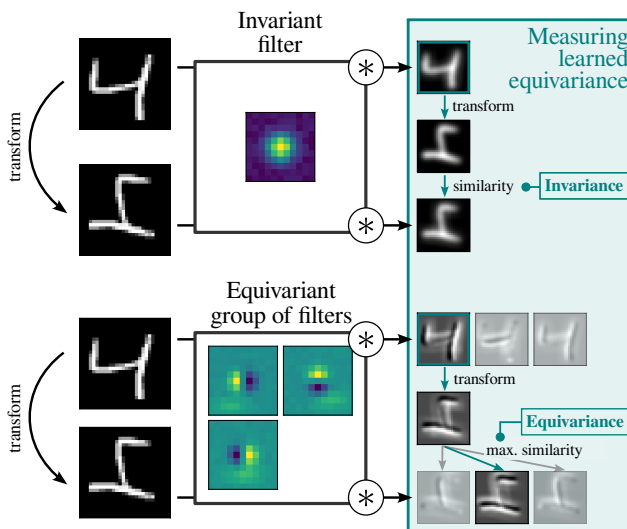 Invariant
filter
Measuring
learned
equivariance
transform
transform
similarity
Invariance
Equivariant
group of filters
transform
transform
Equivariance
max. similarity